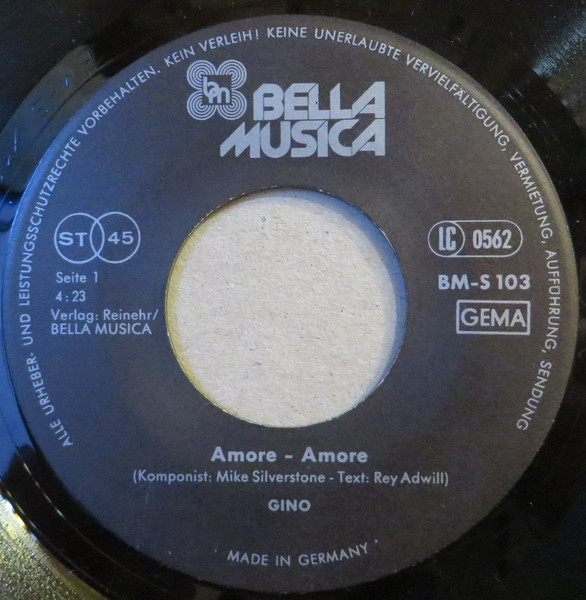 ALLE URHEBER- UND LEISTUNGSSCHUTZRECHTE VORBEHALTEN. KEIN VERLEIH! KEINE UNERLAUBTE VERVIELFÄLTIGUNG, VERMIETUNG, AUFFÜHRUNG, SENDUNG
bm BELLA
MUSICA
ST 45
LC 0562
Seite 1
4:23
Verlag: Reinehr/
BELLA MUSICA
BM-S 103
GEMA
Amore - Amore
(Komponist: Mike Silverstone - Text: Rey Adwill)
GINO
MADE IN GERMANY